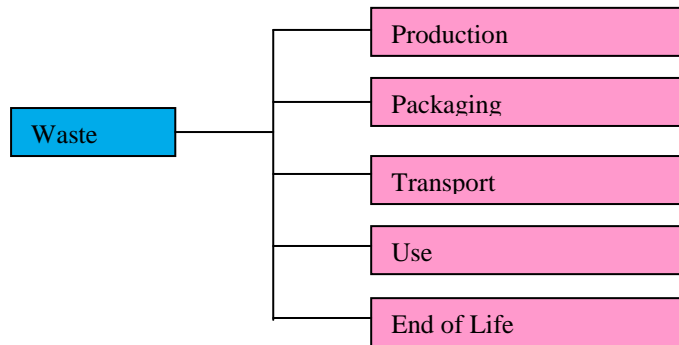 Production
Packaging
Waste
Transport
Use
End of Life